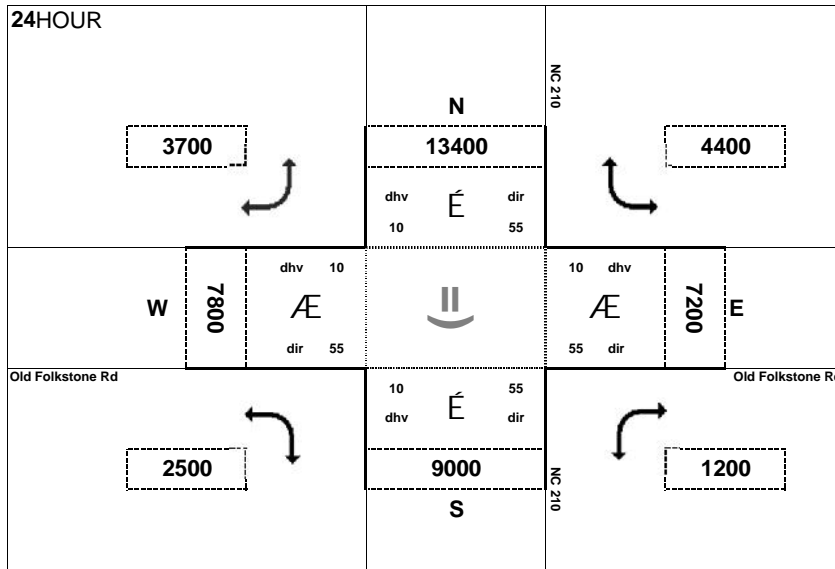 24HOUR
NC 210
N
3700 13400 4400
dhv É dir
10 55
dhv 10 10 dhv
W 7800 Æ = ) Æ 7200 E
dir 55 55 dir
Old Folkstone Rd Old Folkstone Rd
10 55
dhv É dir
2500 9000 1200
NC 210
S